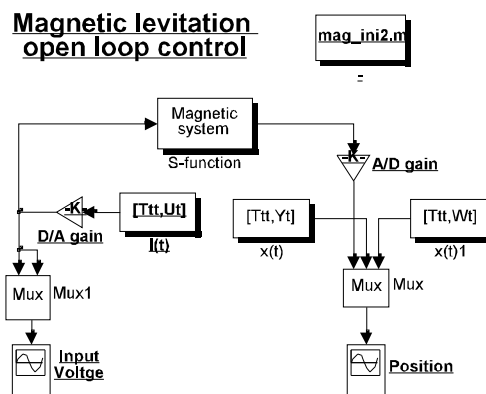 Magnetic levitation
open loop control
mag_ini2.m
-
Magnetic
system
S-function
-K-
A/D gain
-K-
D/A gain
[Ttt,Ut]
I(t)
[Ttt,Yt]
x(t)
[Ttt,Wt]
x(t)1
Mux
Mux1
Mux
Mux
Input
Voltge
Position